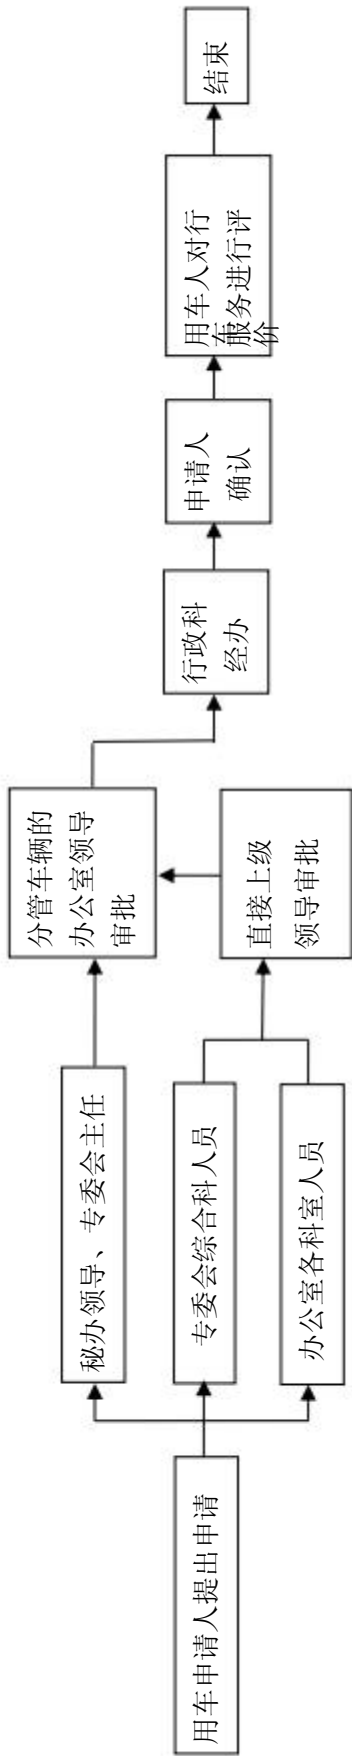 用车申请人提出申请
秘办领导、专委会主任
专委会综合科人员
办公室各科室人员
分管车辆的
办公室领导
审批
直接上级
领导审批
行政科
经办
申请人
确认
用车人对行
车服务进行评
价
结束